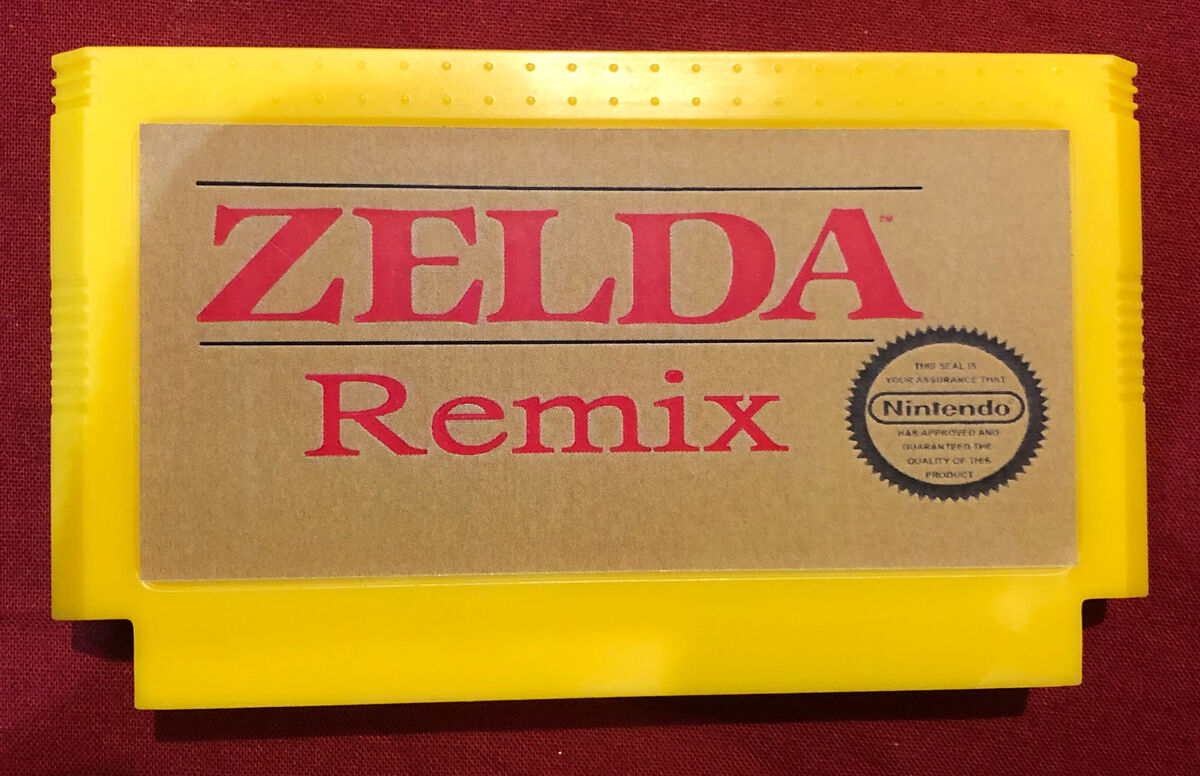 ZELDA™
Remix
THIS SEAL IS
YOUR ASSURANCE THAT
Nintendo
HAS APPROVED AND
GUARANTEED THE
QUALITY OF THIS
PRODUCT